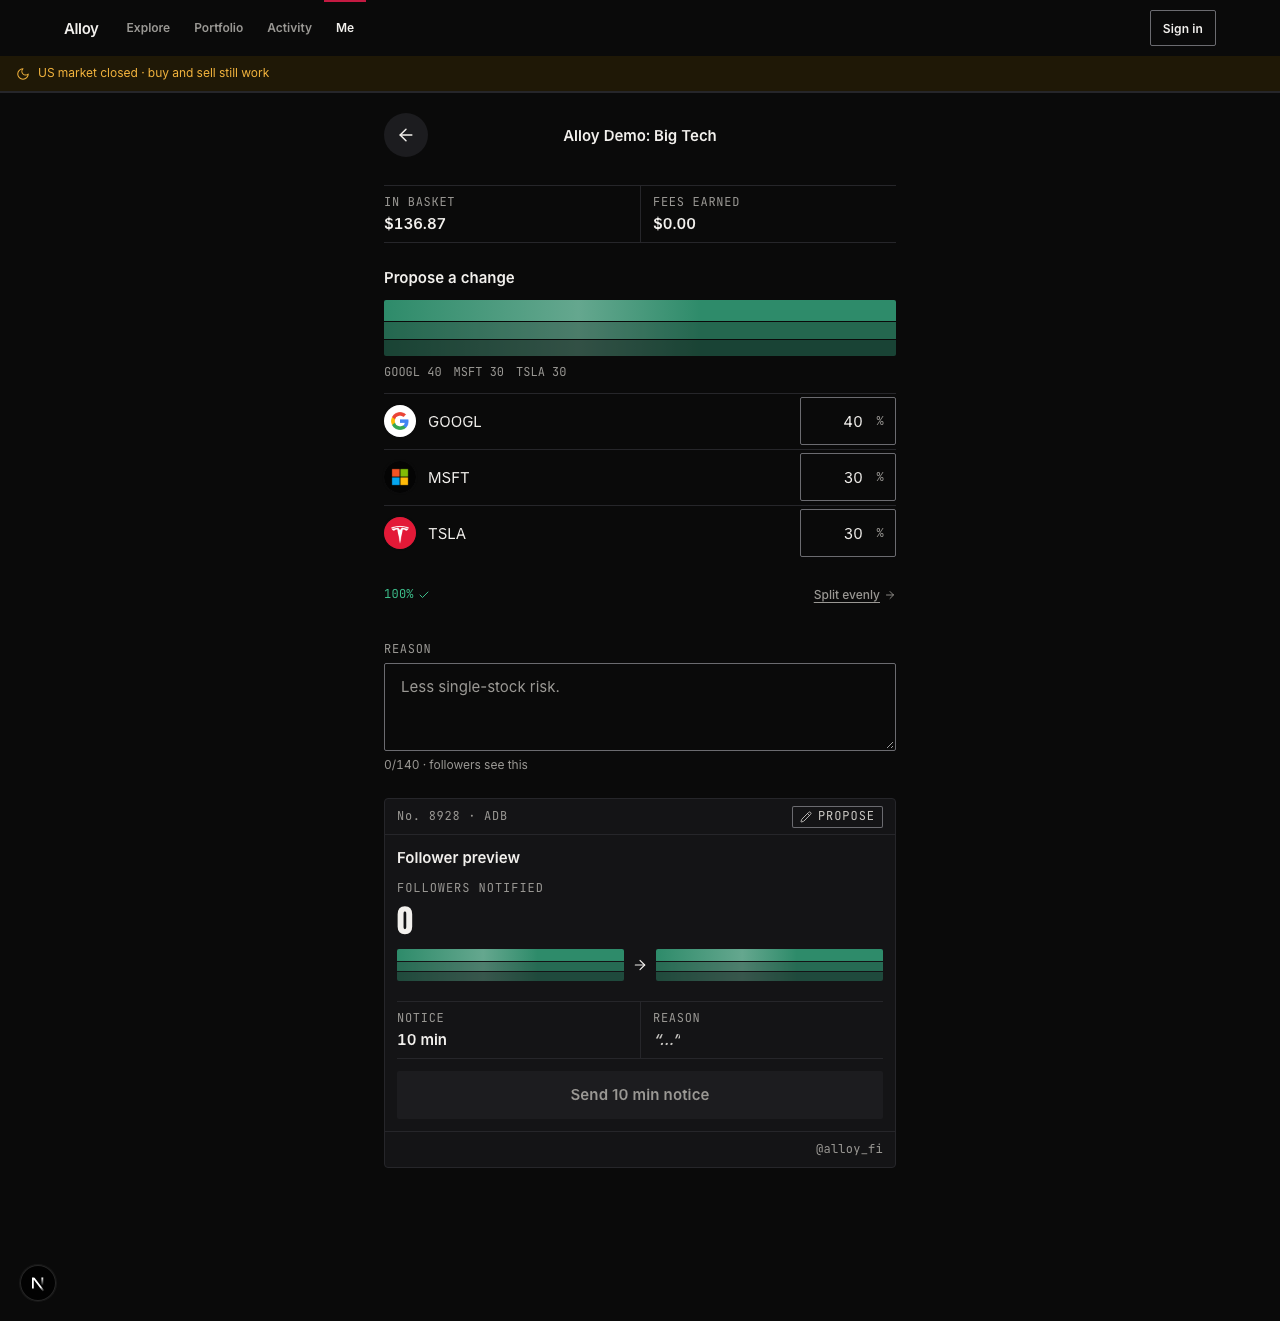 Alloy Explore Portfolio Activity Me Sign in
US market closed · buy and sell still work
Alloy Demo: Big Tech
IN BASKET FEES EARNED
$136.87 $0.00
Propose a change
GOOGL 40 MSFT 30 TSLA 30
GOOGL 40 %
MSFT 30 %
TSLA 30 %
100% Split evenly
REASON
Less single-stock risk.
0/140 · followers see this
No. 8928 · ADB PROPOSE
Follower preview
FOLLOWERS NOTIFIED
0
NOTICE REASON
10 min “…”
Send 10 min notice
@alloy_fi
N